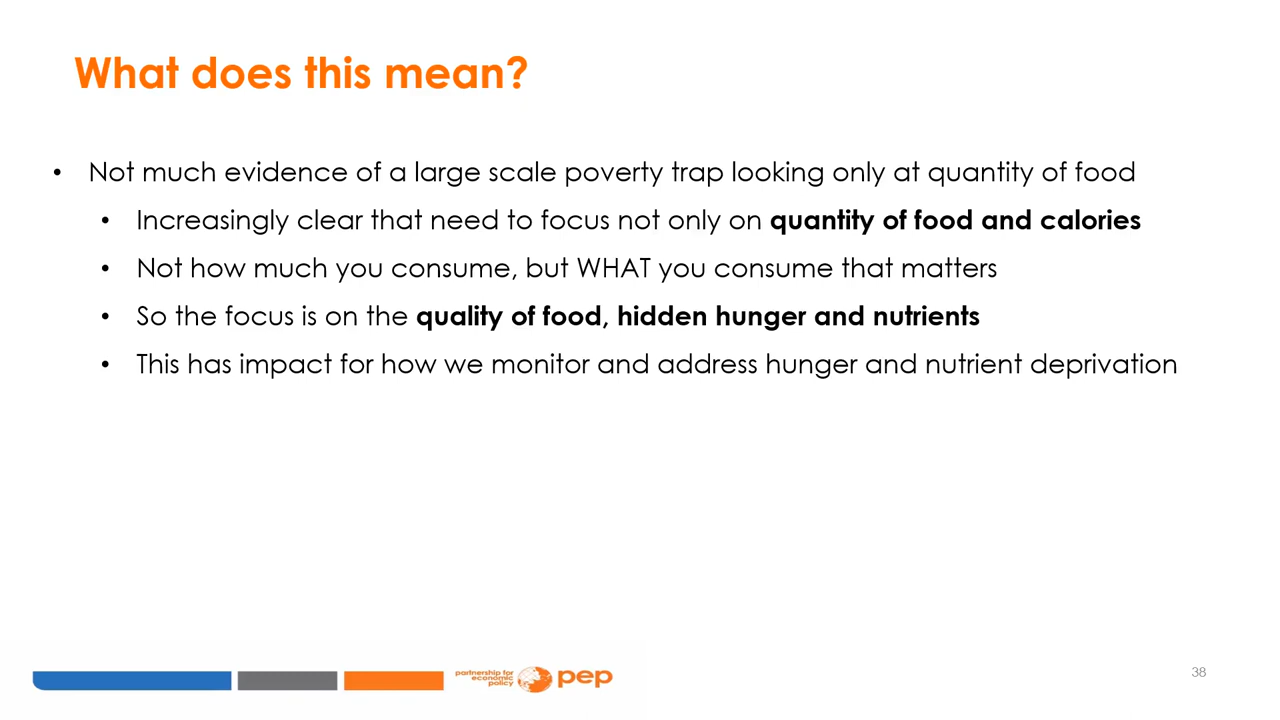 What does this mean?
• Not much evidence of a large scale poverty trap looking only at quantity of food
• Increasingly clear that need to focus not only on quantity of food and calories
• Not how much you consume, but WHAT you consume that matters
• So the focus is on the quality of food, hidden hunger and nutrients
• This has impact for how we monitor and address hunger and nutrient deprivation
partnership for
economic
policy
pep
38